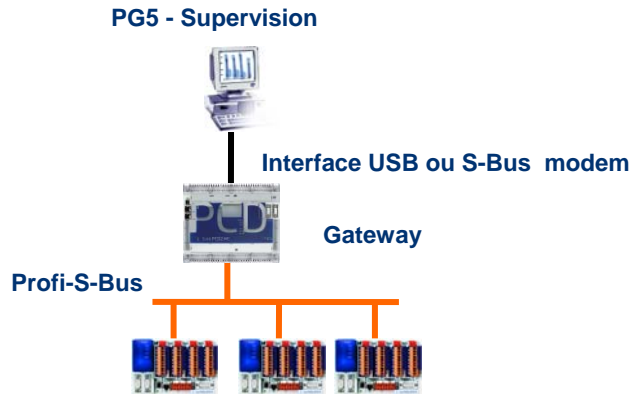 PG5 - Supervision
Interface USB ou S-Bus modem
PCD
Gateway
Profi-S-Bus